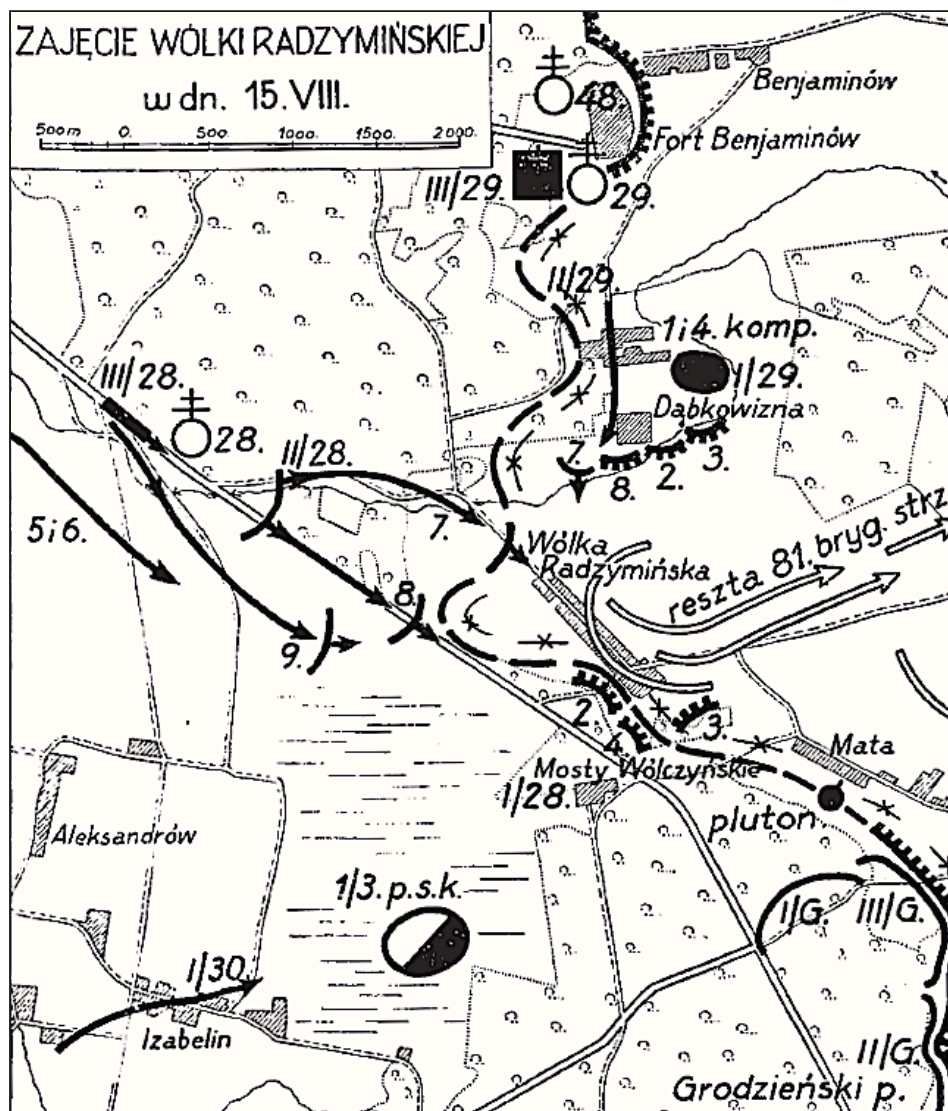 ZAJĘCIE WÓLKI RADZYMIŃSKIEJ
w dn. 15.VIII.
500m 0. 500 1000. 1500. 2000.
48.
Benjaminów
Fort Benjaminów
III/29.
29.
II/29.
1 i 4. komp.
I/29.
Dąbkowizna
III/28.
28.
II/28.
7.
8.
2.
3.
5 i 6.
7.
Wólka
Radzymińska
reszta 81. bryg. strz
8.
9.
2.
4.
3.
Mosty Wólczyńskie
Mata
I/28.
pluton
Aleksandrów
1/3. p.s.k.
I/G.
III/G.
I/30.
Izabelin
II/G.
Grodzieński p.